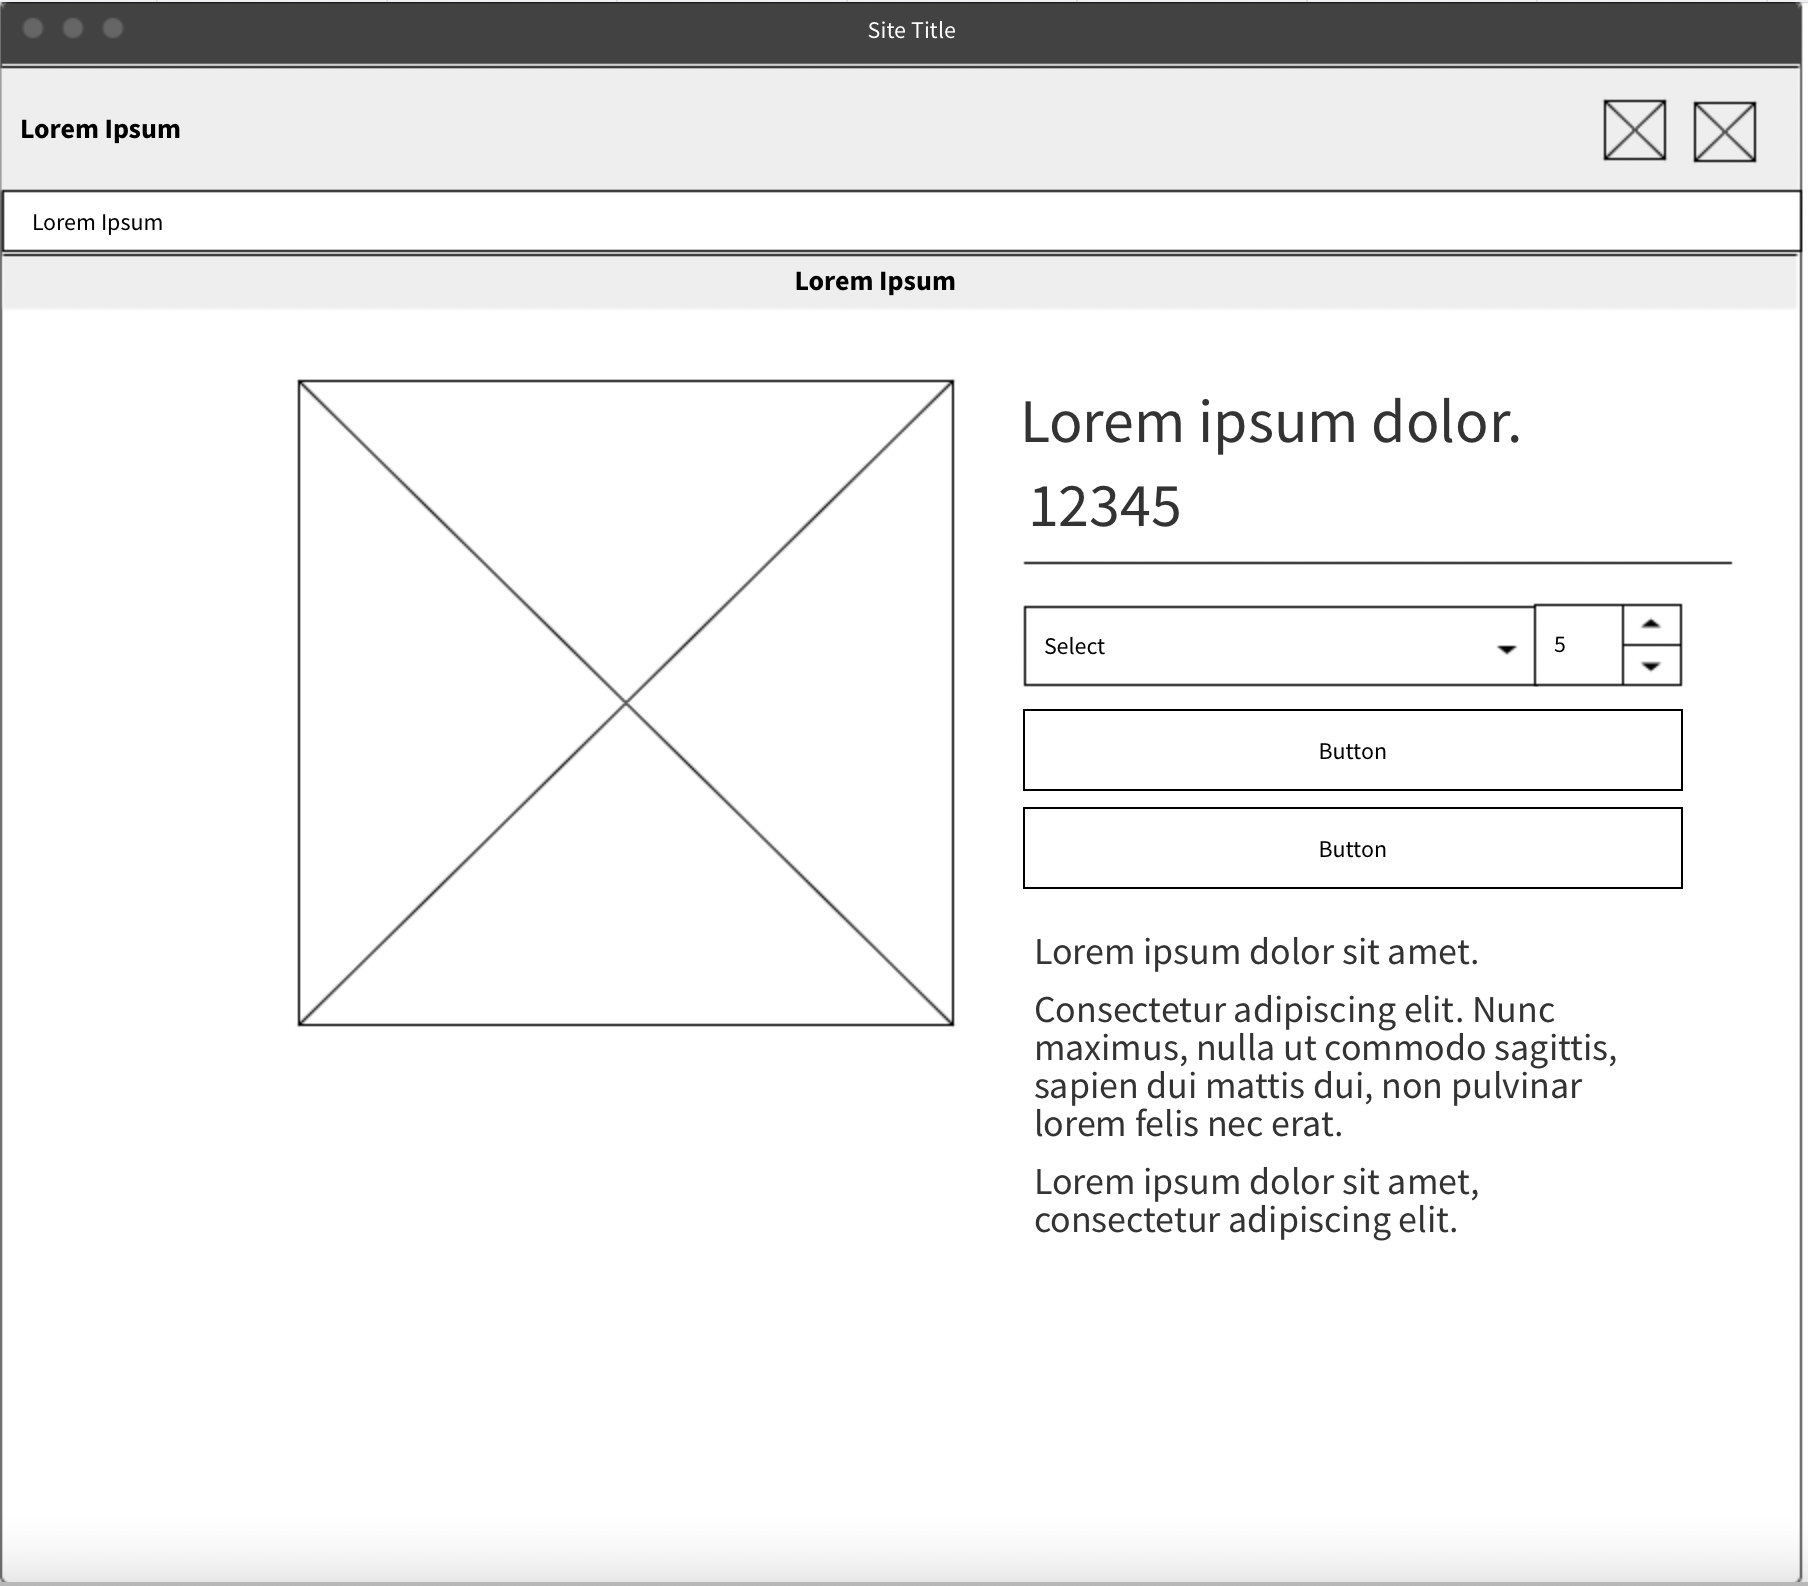 Site Title
Lorem Ipsum
Lorem Ipsum
Lorem Ipsum
Lorem ipsum dolor.
12345
Select
5
Button
Button
Lorem ipsum dolor sit amet.
Consectetur adipiscing elit. Nunc
maximus, nulla ut commodo sagittis,
sapien dui mattis dui, non pulvinar
lorem felis nec erat.
Lorem ipsum dolor sit amet,
consectetur adipiscing elit.